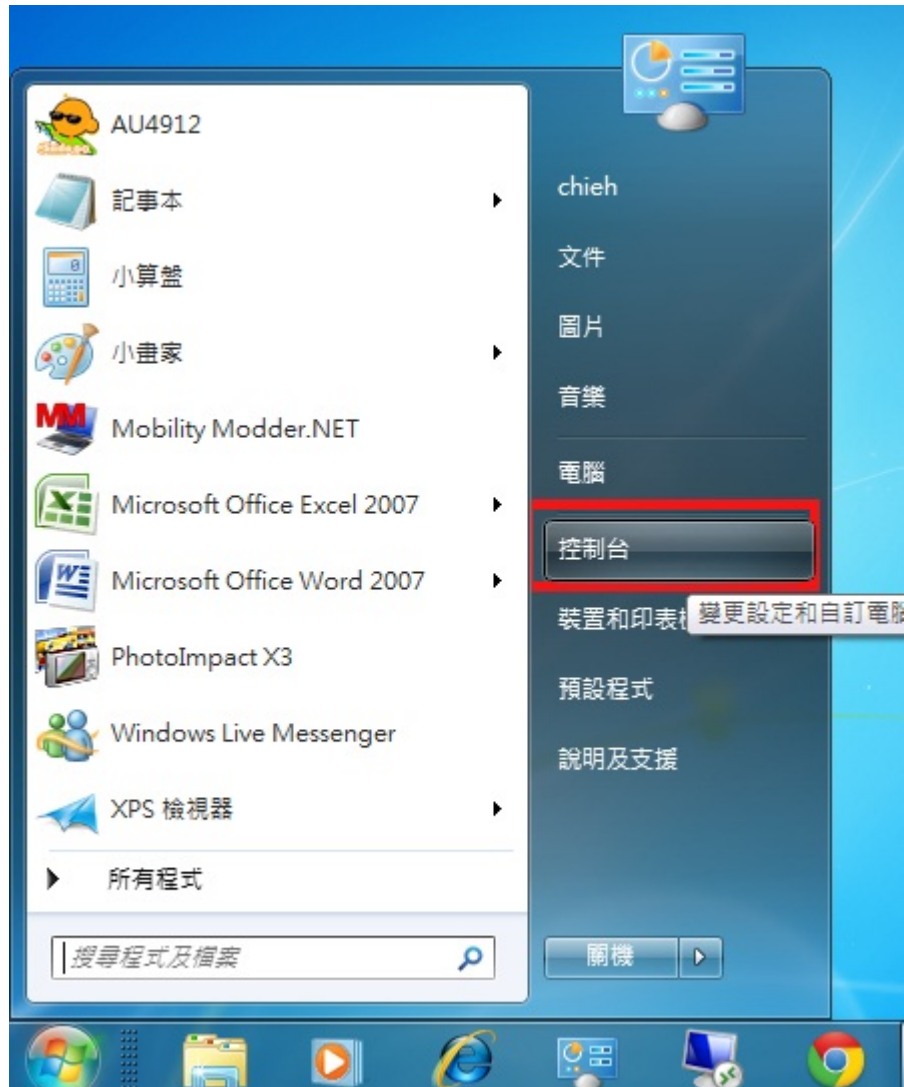 AU4912
記事本
小算盤
小畫家
Mobility Modder.NET
Microsoft Office Excel 2007
Microsoft Office Word 2007
PhotoImpact X3
Windows Live Messenger
XPS 檢視器
所有程式
搜尋程式及檔案
chieh
文件
圖片
音樂
電腦
控制台
裝置和印表
變更設定和自訂電腦
預設程式
說明及支援
關機